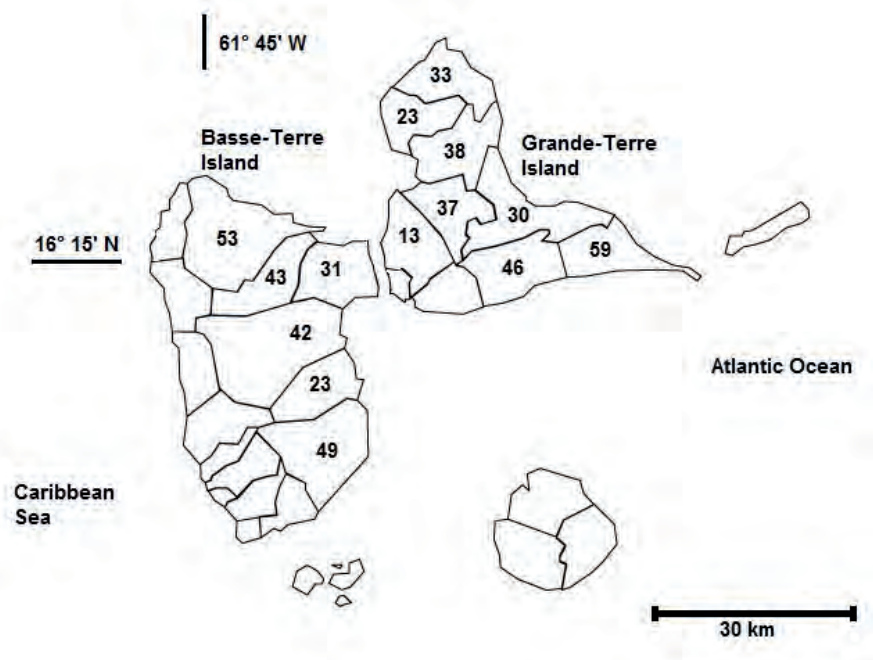 61° 45' W
33
23
Basse-Terre
Island
Grande-Terre
Island
38
37
30
13
53
16° 15' N
43
31
46
59
42
Atlantic Ocean
23
49
Caribbean
Sea
30 km